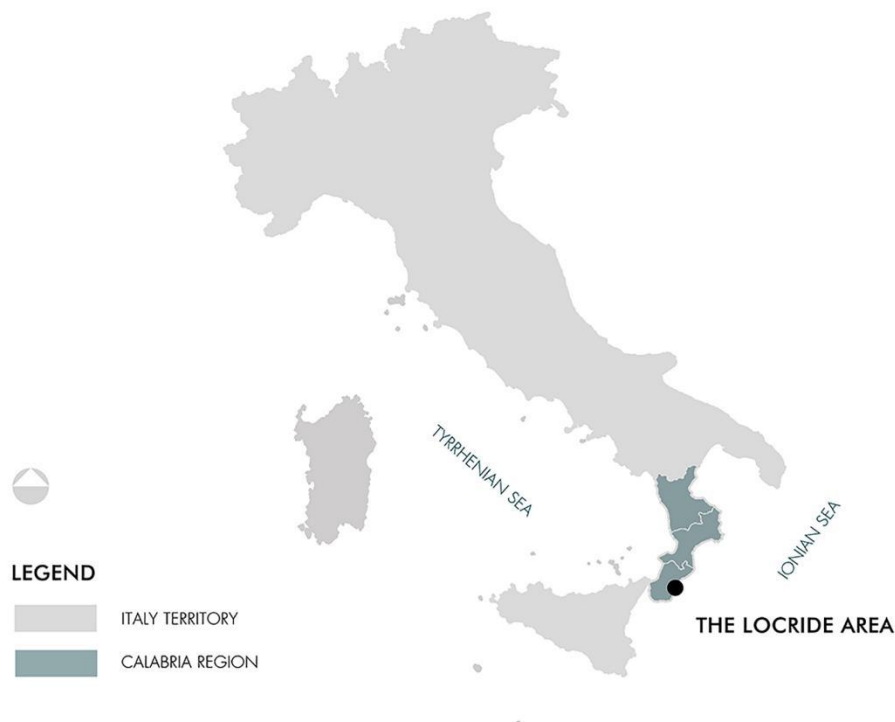 TYRRHENIAN SEA
IONIAN SEA
LEGEND
ITALY TERRITORY
THE LOCRIDE AREA
CALABRIA REGION